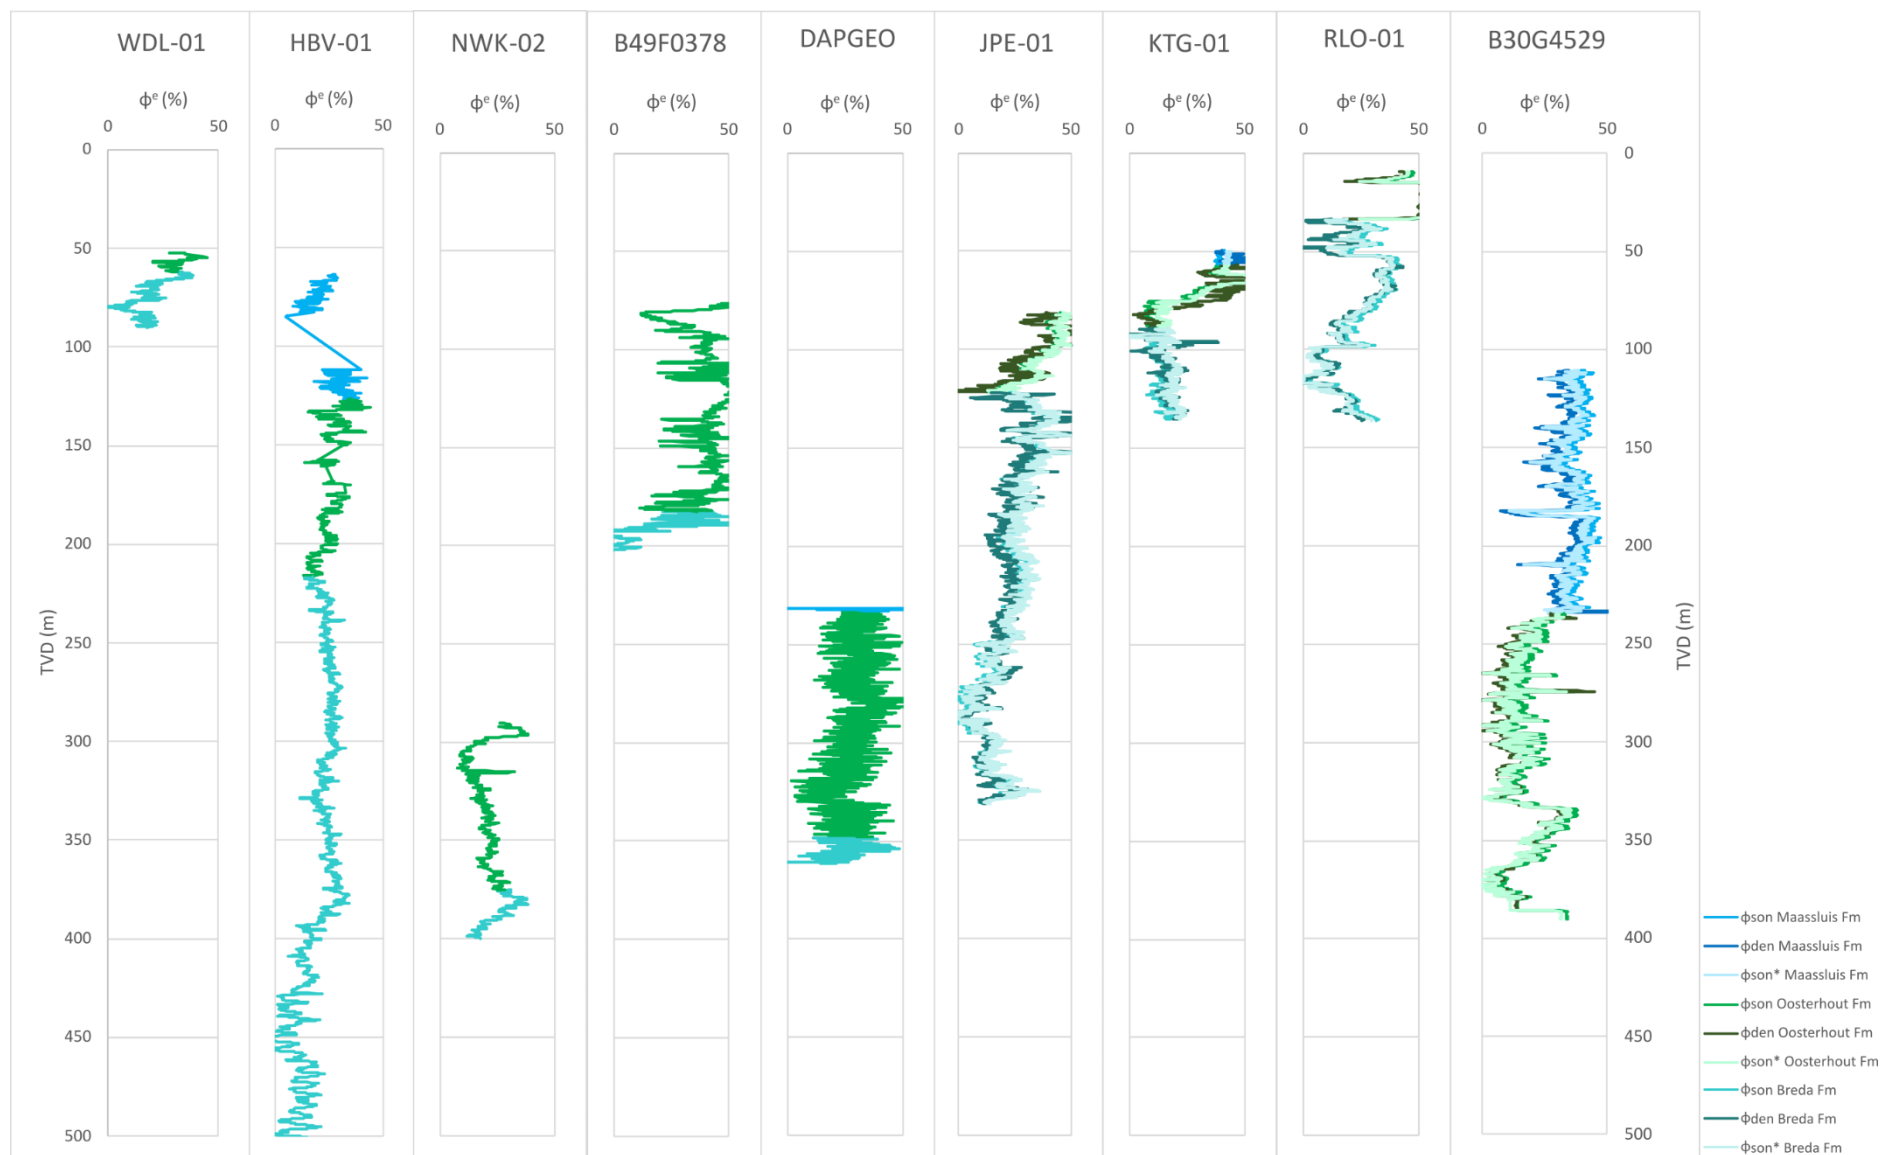 WDL-01 HBV-01 NWK-02 B49F0378 DAPGEO JPE-01 KTG-01 RLO-01 B30G4529
ϕᵉ (%) ϕᵉ (%) ϕᵉ (%) ϕᵉ (%) ϕᵉ (%) ϕᵉ (%) ϕᵉ (%) ϕᵉ (%) ϕᵉ (%)
0 50 0 50 0 50 0 50 0 50 0 50 0 50 0 50 0 50
0 0
50 50
100 100
150 150
200 200
250 250
TVD (m) TVD (m)
300 300
350 350
400 400
450 450
500 500
ϕson Maassluis Fm
ϕden Maassluis Fm
ϕson* Maassluis Fm
ϕson Oosterhout Fm
ϕden Oosterhout Fm
ϕson* Oosterhout Fm
ϕson Breda Fm
ϕden Breda Fm
ϕson* Breda Fm